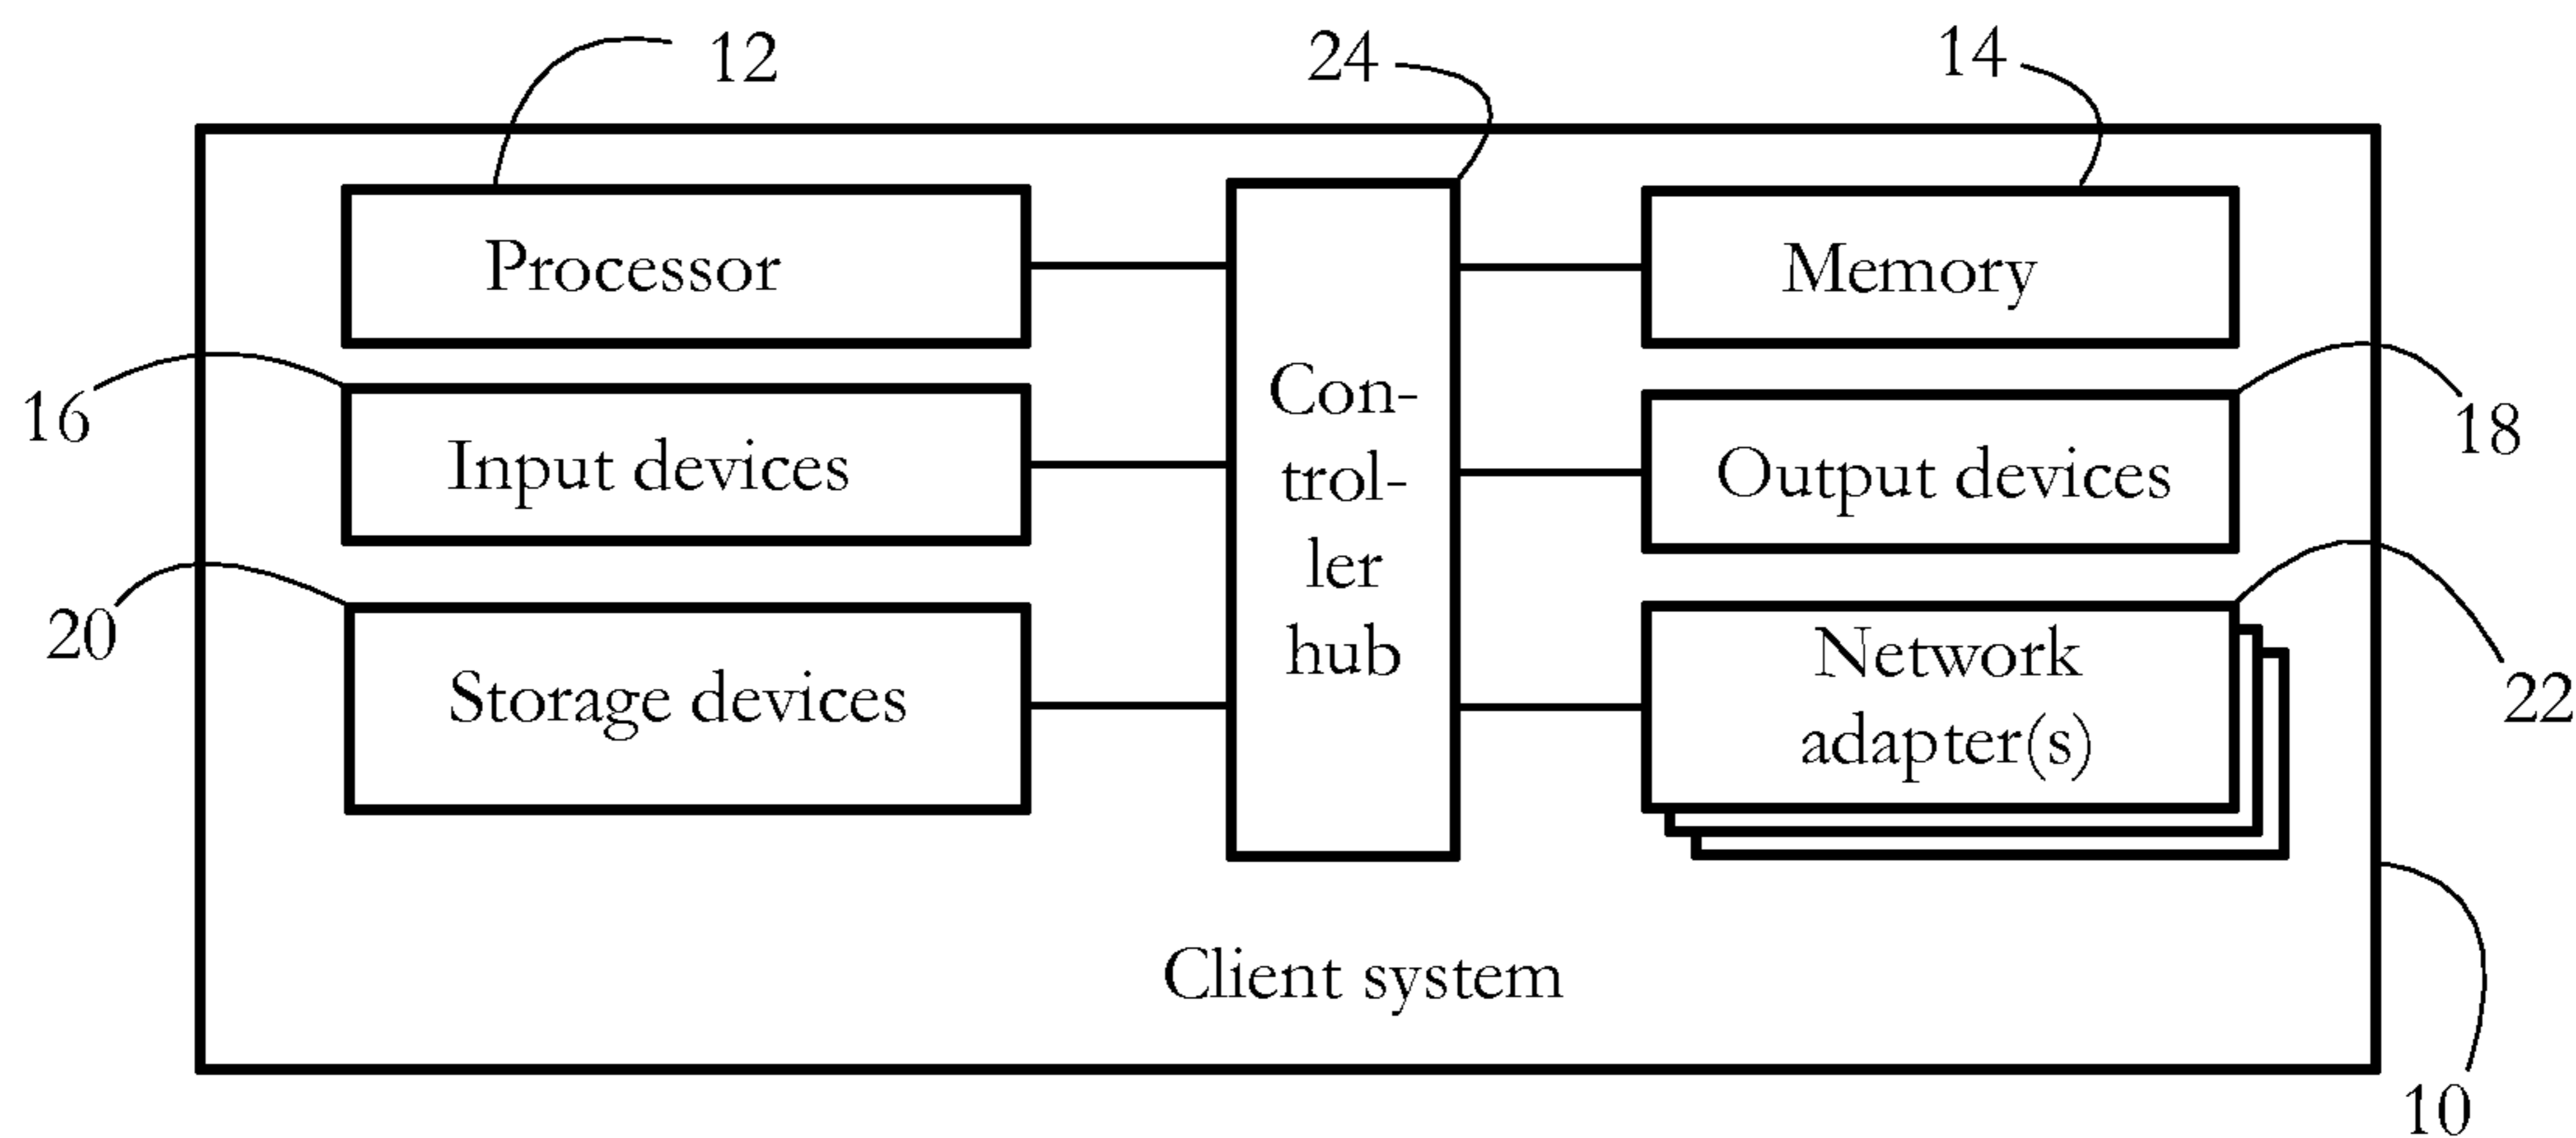 12
24
14
Processor
Memory
16
Input devices
Con-
trol-
ler
hub
Output devices
18
20
Storage devices
Network
adapter(s)
22
Client system
10